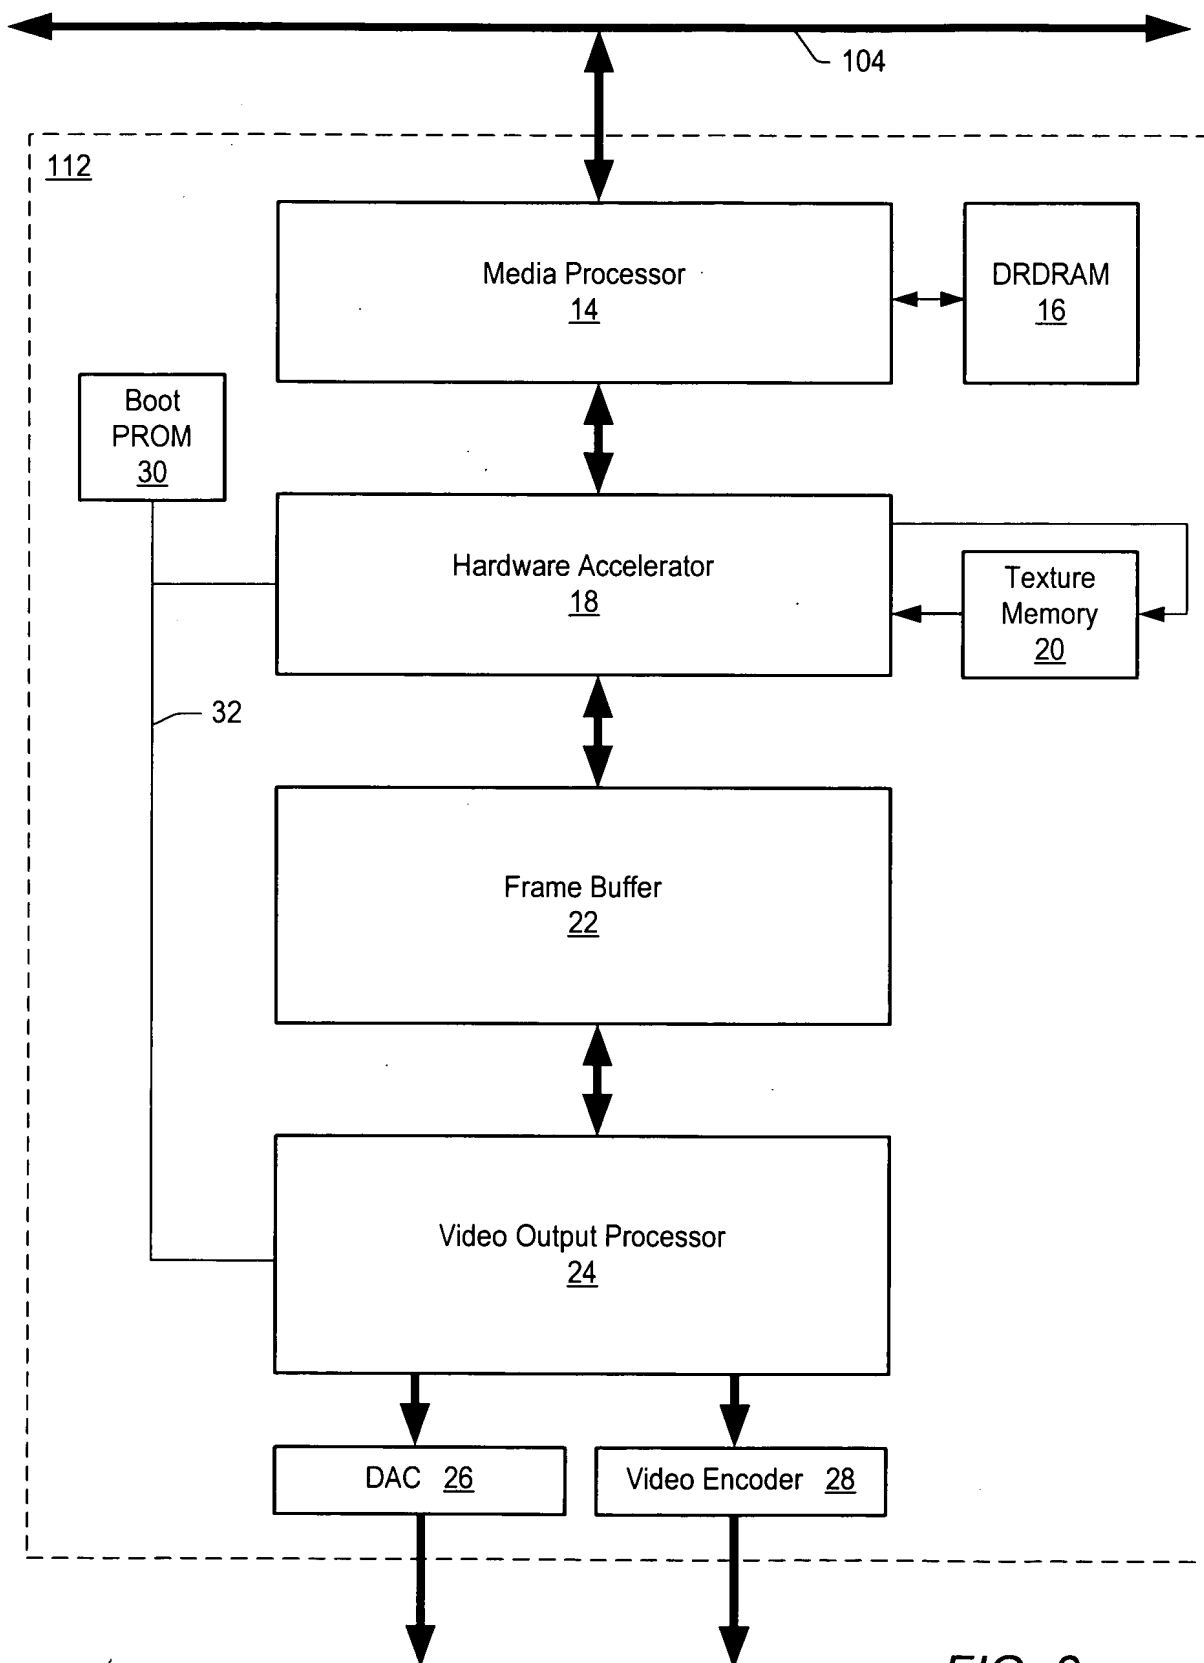 104
112
Media Processor
14
DRDRAM
16
Boot
PROM
30
Hardware Accelerator
18
Texture
Memory
20
32
Frame Buffer
22
Video Output Processor
24
DAC 26
Video Encoder 28
FIG.